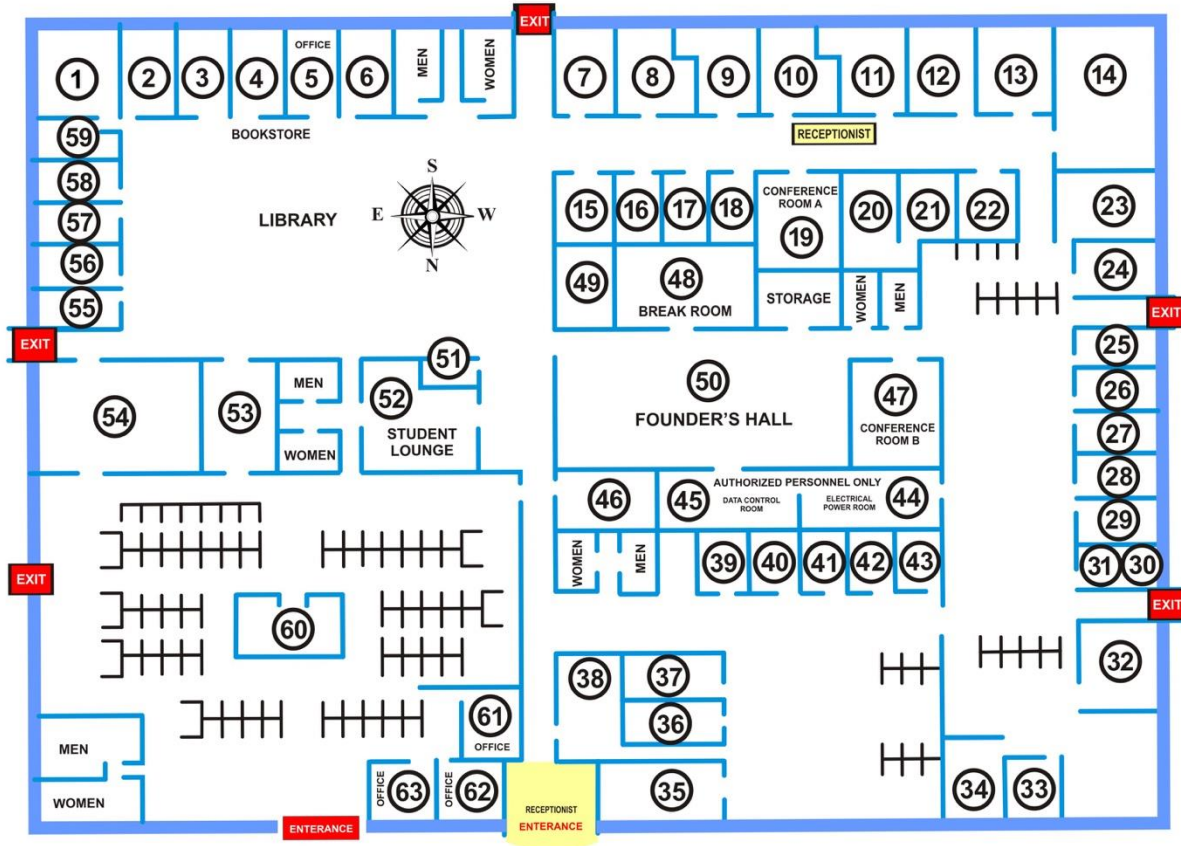 EXIT
1
2
3
4
OFFICE
5
6
MEN
WOMEN
7
8
9
10
11
12
13
14
BOOKSTORE
RECEPTIONIST
59
58
57
56
55
LIBRARY
S
E
W
N
15
16
17
18
CONFERENCE
ROOM A
19
20
21
22
23
24
49
48
BREAK ROOM
STORAGE
WOMEN
MEN
EXIT
EXIT
25
26
27
28
29
31
30
EXIT
32
54
53
MEN
WOMEN
51
52
STUDENT
LOUNGE
50
FOUNDER'S HALL
47
CONFERENCE
ROOM B
46
45
AUTHORIZED PERSONNEL ONLY
DATA CONTROL
ROOM
ELECTRICAL
POWER ROOM
44
WOMEN
MEN
39
40
41
42
43
EXIT
60
38
37
36
35
34
33
61
OFFICE
MEN
WOMEN
OFFICE
63
OFFICE
62
RECEPTIONIST
ENTERANCE
ENTERANCE